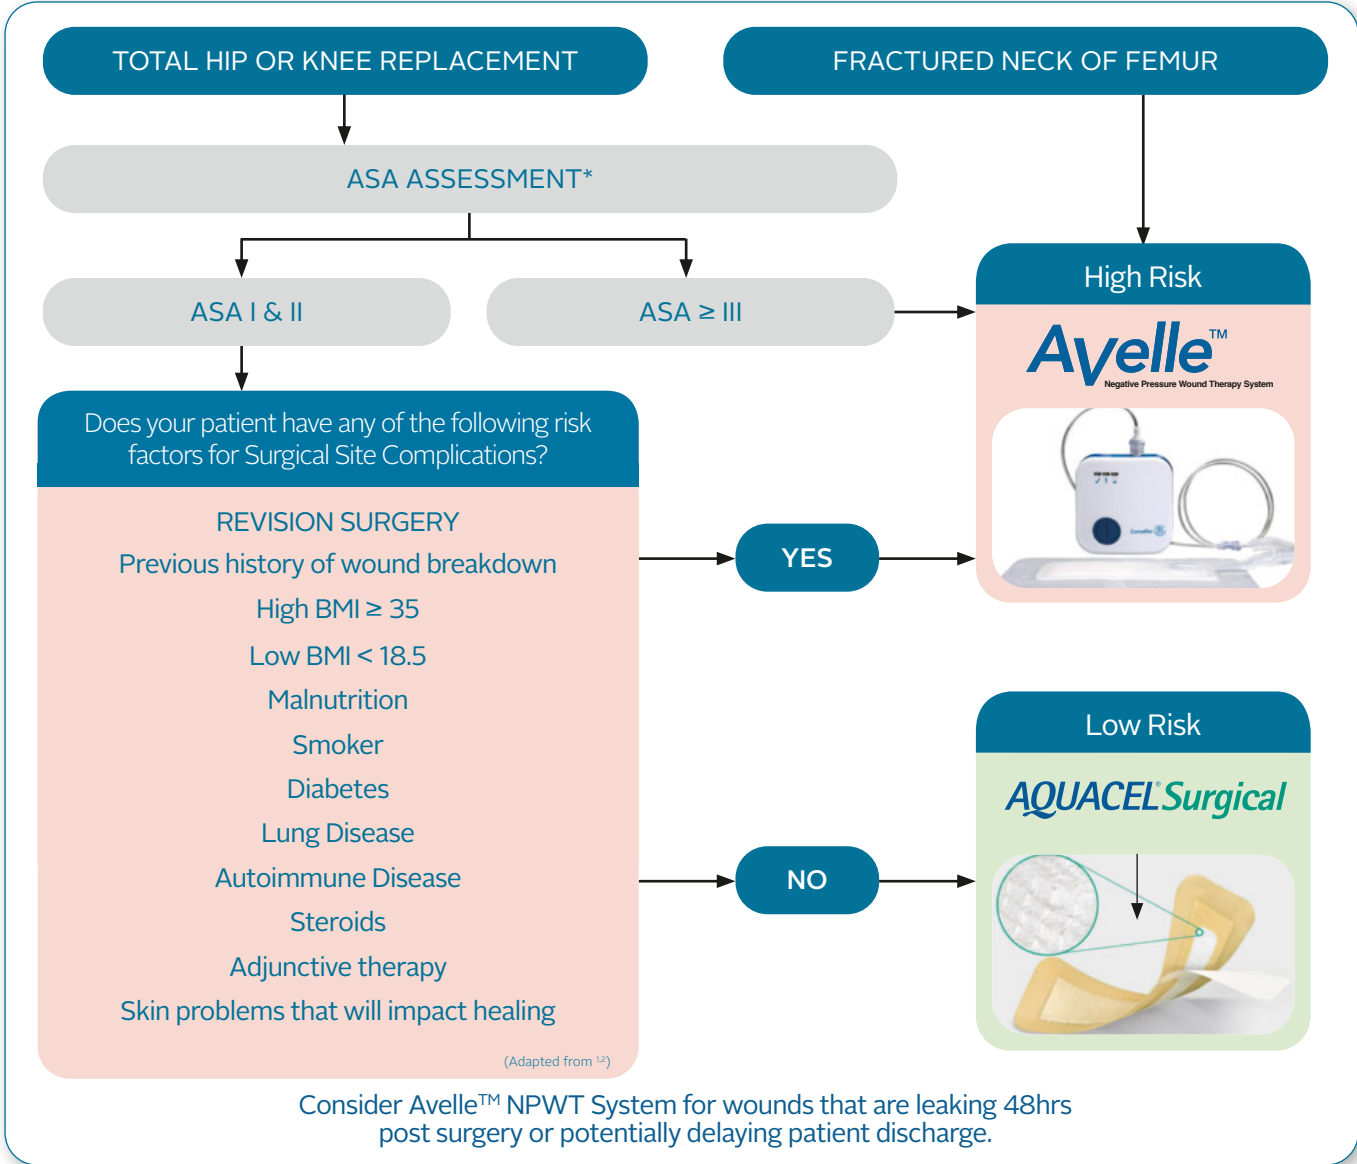 TOTAL HIP OR KNEE REPLACEMENT
FRACTURED NECK OF FEMUR
ASA ASSESSMENT*
ASA I & II
ASA ≥ III
High Risk
Avelle™
Negative Pressure Wound Therapy System
ConvaTec
Does your patient have any of the following risk
factors for Surgical Site Complications?
REVISION SURGERY
Previous history of wound breakdown
High BMI ≥ 35
Low BMI < 18.5
Malnutrition
Smoker
Diabetes
Lung Disease
Autoimmune Disease
Steroids
Adjunctive therapy
Skin problems that will impact healing
(Adapted from 1,2)
YES
NO
Low Risk
AQUACEL® Surgical
Consider Avelle™ NPWT System for wounds that are leaking 48hrs
post surgery or potentially delaying patient discharge.